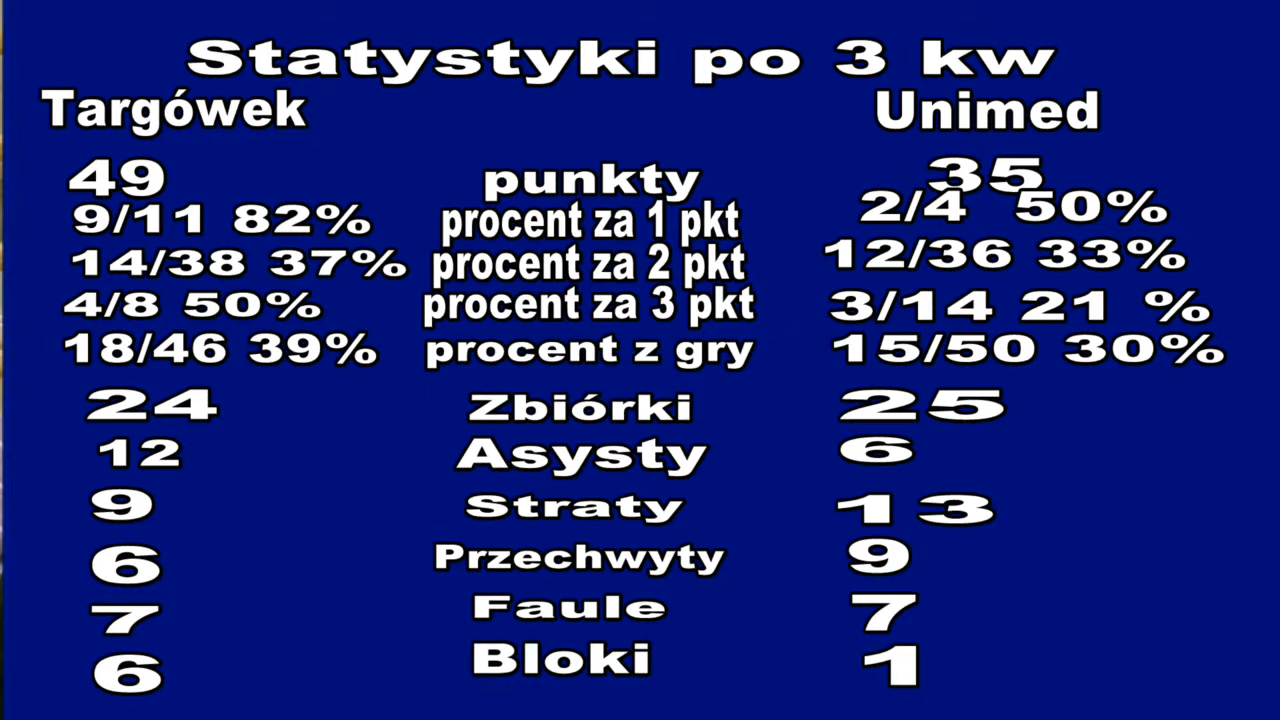 Statystyki po 3 kw
Targówek Unimed
49 punkty 35
9/11 82% procent za 1 pkt 2/4 50%
14/38 37% procent za 2 pkt 12/36 33%
4/8 50% procent za 3 pkt 3/14 21 %
18/46 39% procent z gry 15/50 30%
24 Zbiórki 25
12 Asysty 6
9 Straty 13
6 Przechwyty 9
7 Faule 7
6 Bloki 1